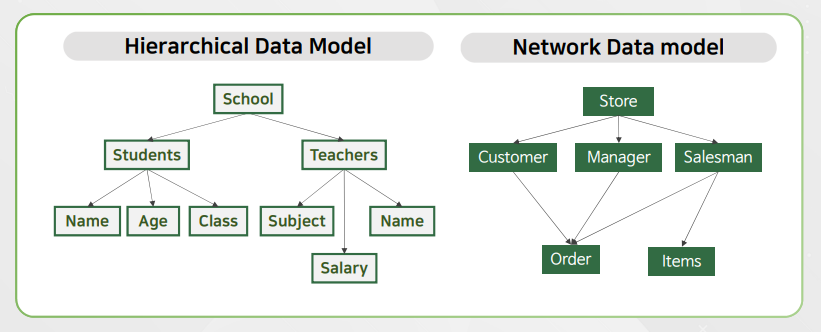 Hierarchical Data Model
School
Students
Teachers
Name
Age
Class
Subject
Name
Salary
Network Data model
Store
Customer
Manager
Salesman
Order
Items